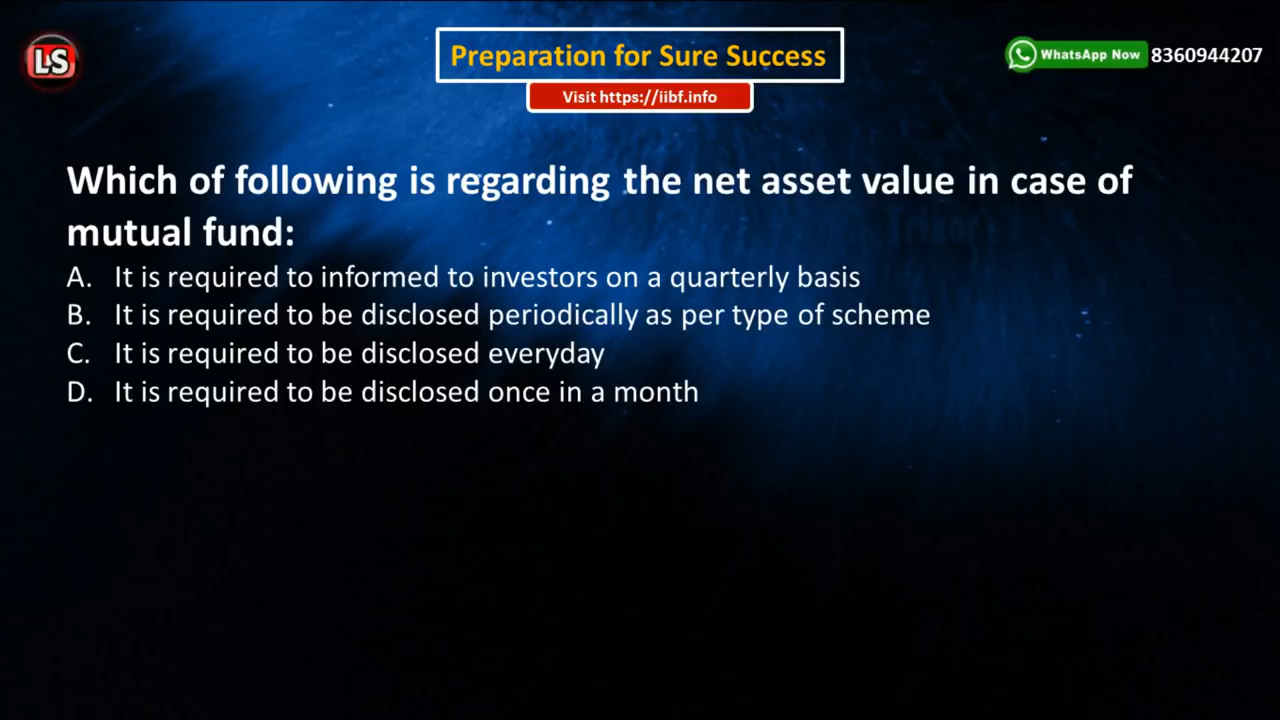 LS
Preparation for Sure Success
WhatsApp Now 8360944207
Visit https://iibf.info
Which of following is regarding the net asset value in case of
mutual fund:
A. It is required to informed to investors on a quarterly basis
B. It is required to be disclosed periodically as per type of scheme
C. It is required to be disclosed everyday
D. It is required to be disclosed once in a month